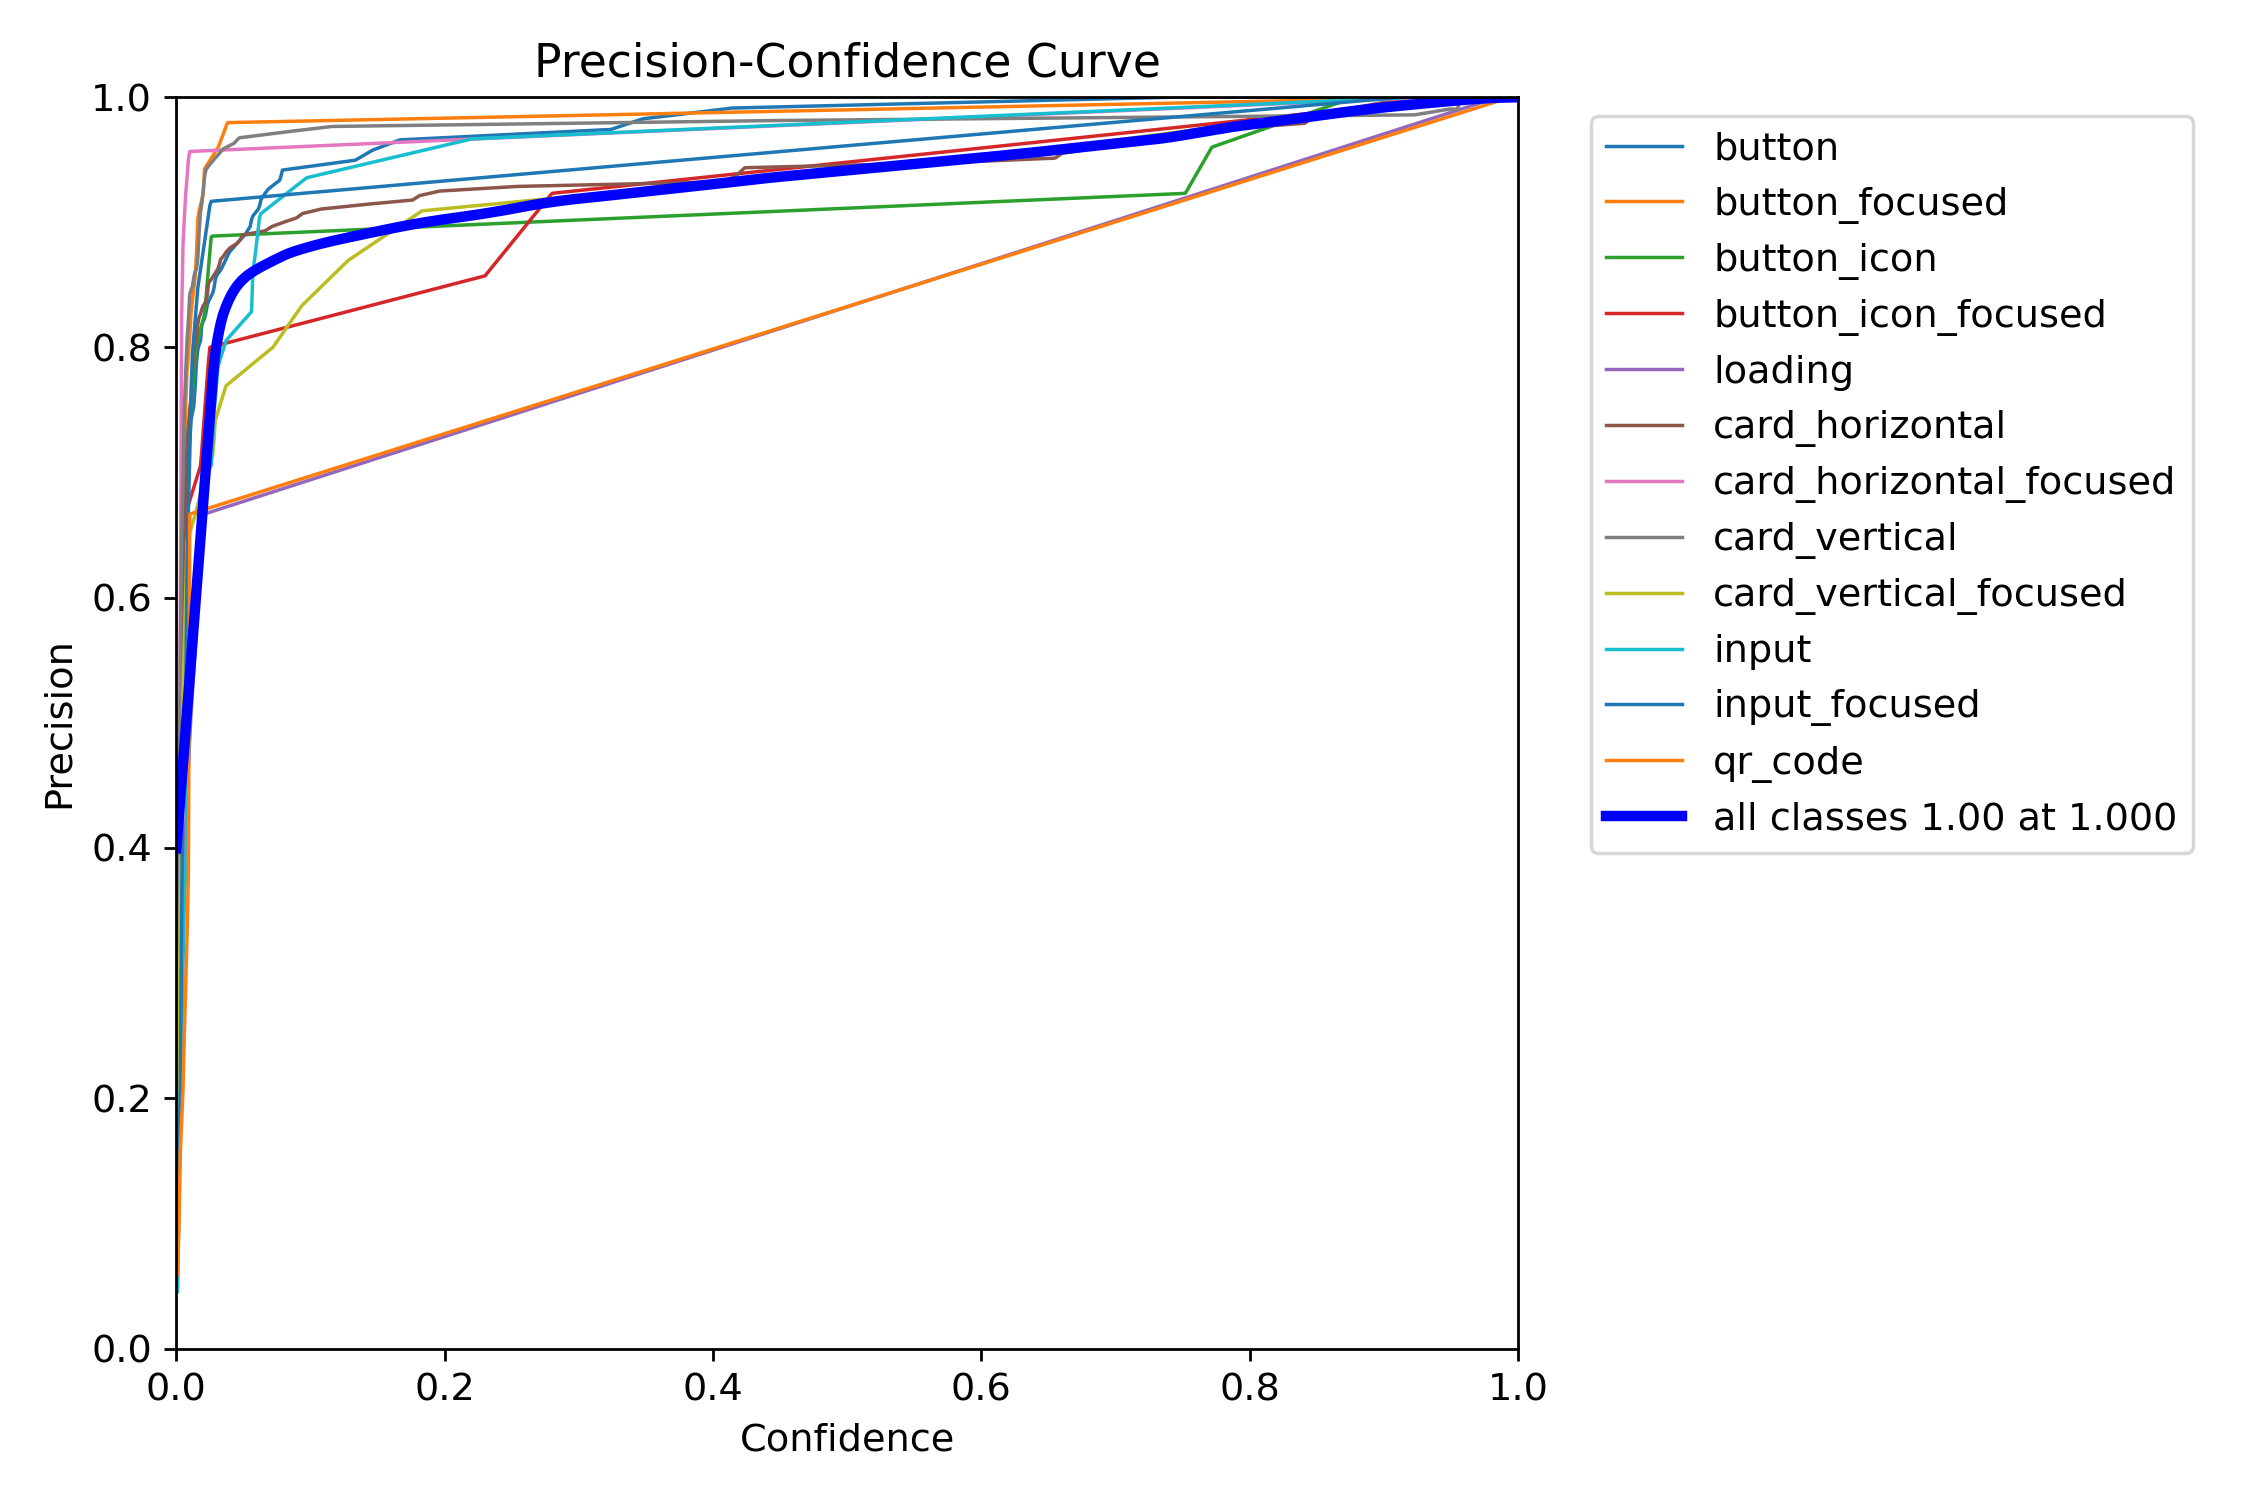 Precision-Confidence Curve
1.0
0.8
0.6
0.4
0.2
0.0
Precision
0.0 0.2 0.4 0.6 0.8 1.0
Confidence
button
button_focused
button_icon
button_icon_focused
loading
card_horizontal
card_horizontal_focused
card_vertical
card_vertical_focused
input
input_focused
qr_code
all classes 1.00 at 1.000